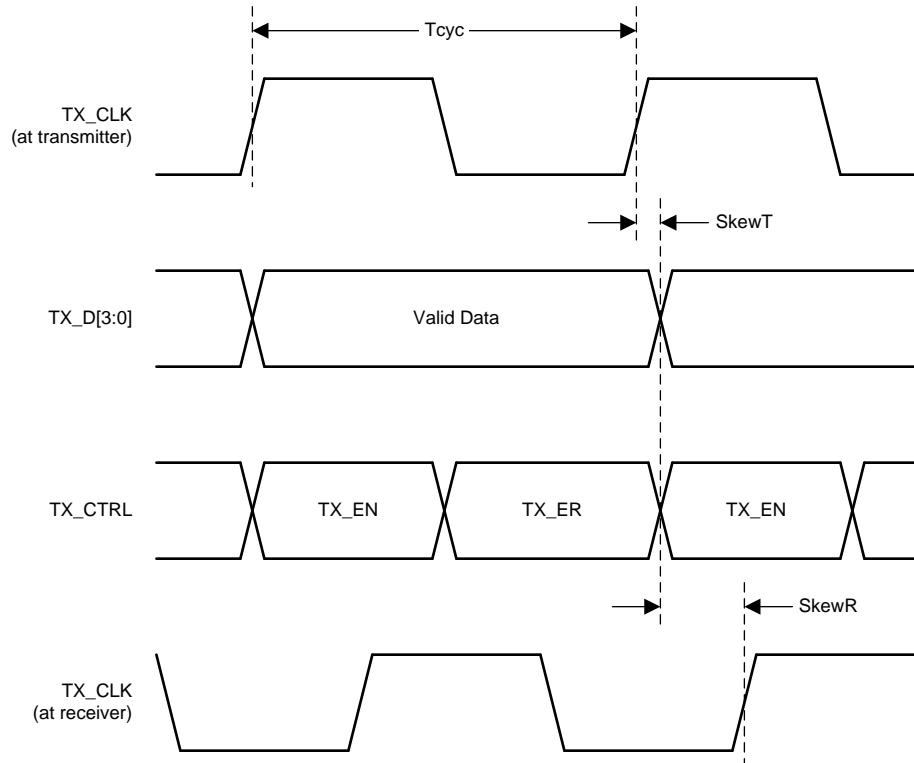 Tcyc
TX_CLK
(at transmitter)
SkewT
TX_D[3:0]
Valid Data
TX_CTRL
TX_EN
TX_ER
TX_EN
SkewR
TX_CLK
(at receiver)